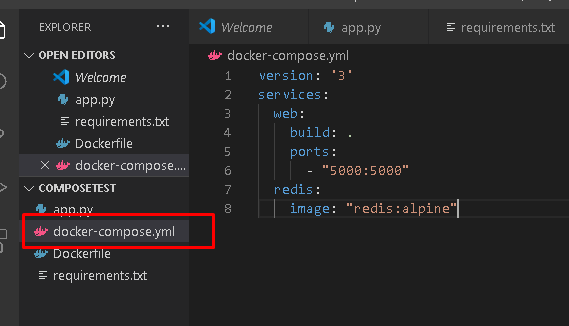 EXPLORER
OPEN EDITORS
Welcome
app.py
requirements.txt
Dockerfile
docker-compose....
COMPOSETEST
app.py
docker-compose.yml
Dockerfile
requirements.txt
Welcome app.py requirements.txt
docker-compose.yml
1 version: '3'
2 services:
3 web:
4 build: .
5 ports:
6 - "5000:5000"
7 redis:
8 image: "redis:alpine"